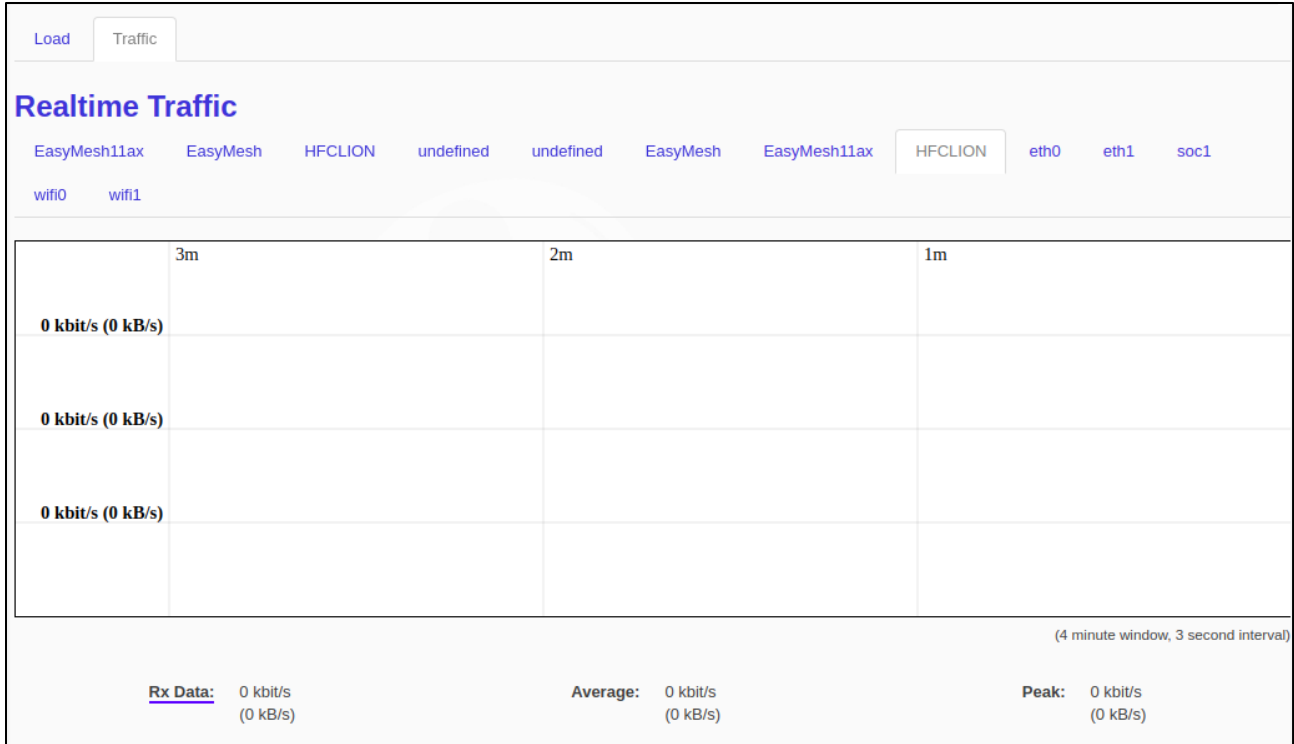 Load Traffic
Realtime Traffic
EasyMesh11ax EasyMesh HFCLION undefined undefined EasyMesh EasyMesh11ax HFCLION eth0 eth1 soc1
wifi0 wifi1
3m 2m 1m
0 kbit/s (0 kB/s)
0 kbit/s (0 kB/s)
0 kbit/s (0 kB/s)
(4 minute window, 3 second interval)
Rx Data: 0 kbit/s Average: 0 kbit/s Peak: 0 kbit/s
(0 kB/s) (0 kB/s) (0 kB/s)